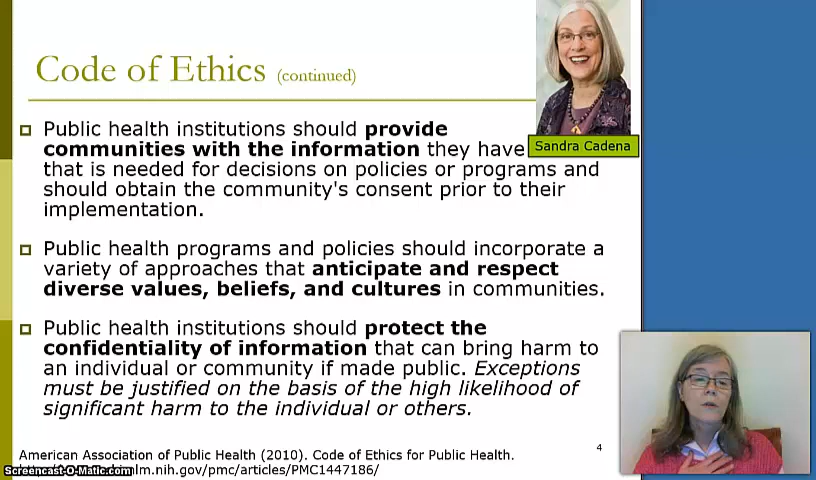 Code of Ethics (continued)
Public health institutions should provide
communities with the information they have
Sandra Cadena
that is needed for decisions on policies or programs and
should obtain the community's consent prior to their
implementation.
Public health programs and policies should incorporate a
variety of approaches that anticipate and respect
diverse values, beliefs, and cultures in communities.
Public health institutions should protect the
confidentiality of information that can bring harm to
an individual or community if made public. Exceptions
must be justified on the basis of the high likelihood of
significant harm to the individual or others.
4
American Association of Public Health (2010). Code of Ethics for Public Health.
Screencast-O-Matic.com
nlm.nih.gov/pmc/articles/PMC1447186/